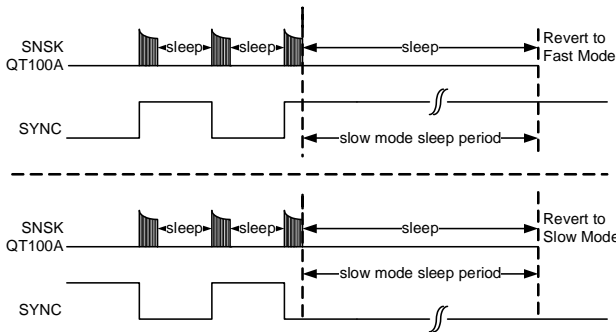 SNSK
QT100A
sleep
sleep
sleep
Revert to
Fast Mode
SYNC
slow mode sleep period
SNSK
QT100A
sleep
sleep
sleep
Revert to
Slow Mode
slow mode sleep period
SYNC